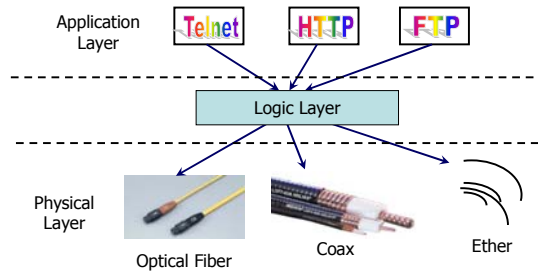 Application
Layer
Telnet
HTTP
FTP
Logic Layer
Physical
Layer
Optical Fiber
Coax
Ether